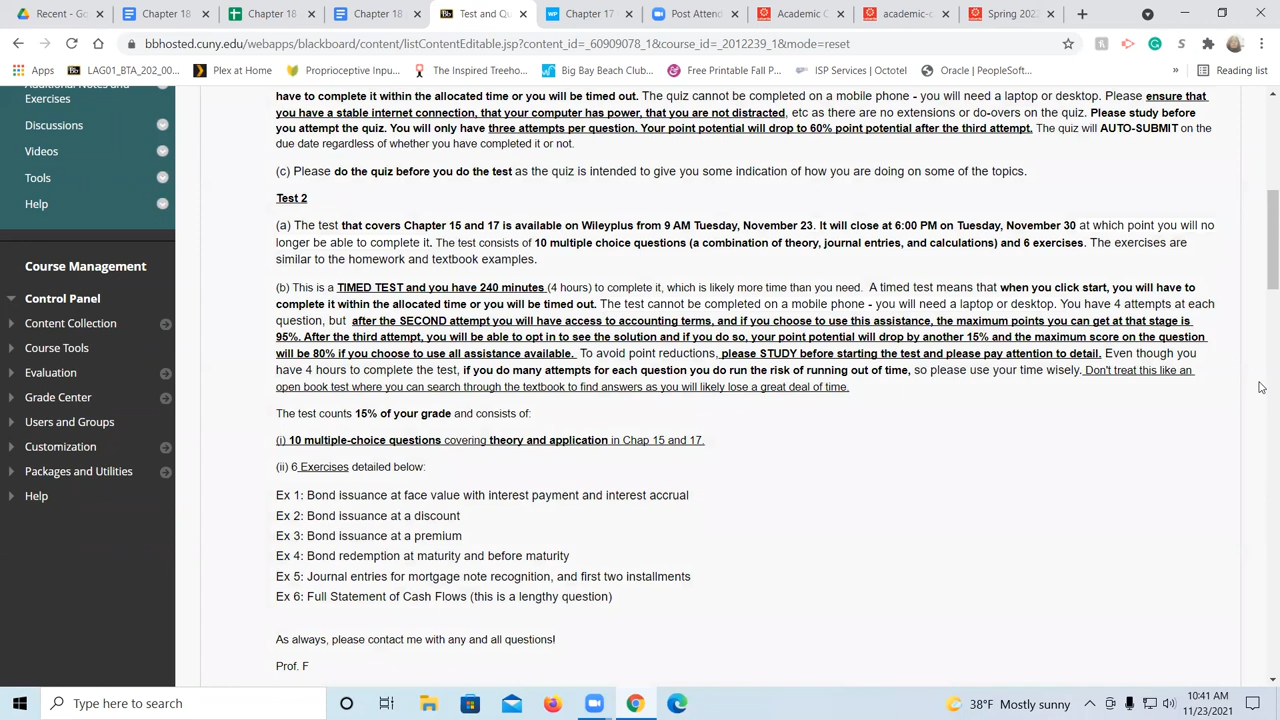 Recent - Go
Chapter 18
Chapter 18
Chapter 18
Bb Test and Qu
WP Chapter 17
Post Attend
Academic C
academic-c
Spring 202
bbhosted.cuny.edu/webapps/blackboard/content/listContentEditable.jsp?content_id=_60909078_1&course_id=_2012239_1&mode=reset
Apps
Bb LAG01_BTA_202_00...
Plex at Home
Proprioceptive Inpu...
The Inspired Treeho...
Big Bay Beach Club...
Free Printable Fall P...
ISP Services | Octotel
Oracle | PeopleSoft...
»
Reading list
Additional Notes and
Exercises
Discussions
Videos
Tools
Help
Course Management
Control Panel
Content Collection
Course Tools
Evaluation
Grade Center
Users and Groups
Customization
Packages and Utilities
Help
have to complete it within the allocated time or you will be timed out. The quiz cannot be completed on a mobile phone - you will need a laptop or desktop. Please ensure that
you have a stable internet connection, that your computer has power, that you are not distracted, etc as there are no extensions or do-overs on the quiz. Please study before
you attempt the quiz. You will only have three attempts per question. Your point potential will drop to 60% point potential after the third attempt. The quiz will AUTO-SUBMIT on the
due date regardless of whether you have completed it or not.
(c) Please do the quiz before you do the test as the quiz is intended to give you some indication of how you are doing on some of the topics.
Test 2
(a) The test that covers Chapter 15 and 17 is available on Wileyplus from 9 AM Tuesday, November 23. It will close at 6:00 PM on Tuesday, November 30 at which point you will no
longer be able to complete it. The test consists of 10 multiple choice questions (a combination of theory, journal entries, and calculations) and 6 exercises. The exercises are
similar to the homework and textbook examples.
(b) This is a TIMED TEST and you have 240 minutes (4 hours) to complete it, which is likely more time than you need. A timed test means that when you click start, you will have to
complete it within the allocated time or you will be timed out. The test cannot be completed on a mobile phone - you will need a laptop or desktop. You have 4 attempts at each
question, but after the SECOND attempt you will have access to accounting terms, and if you choose to use this assistance, the maximum points you can get at that stage is
95%. After the third attempt, you will be able to opt in to see the solution and if you do so, your point potential will drop by another 15% and the maximum score on the question
will be 80% if you choose to use all assistance available. To avoid point reductions, please STUDY before starting the test and please pay attention to detail. Even though you
have 4 hours to complete the test, if you do many attempts for each question you do run the risk of running out of time, so please use your time wisely. Don't treat this like an
open book test where you can search through the textbook to find answers as you will likely lose a great deal of time.
The test counts 15% of your grade and consists of:
(i) 10 multiple-choice questions covering theory and application in Chap 15 and 17.
(ii) 6 Exercises detailed below:
Ex 1: Bond issuance at face value with interest payment and interest accrual
Ex 2: Bond issuance at a discount
Ex 3: Bond issuance at a premium
Ex 4: Bond redemption at maturity and before maturity
Ex 5: Journal entries for mortgage note recognition, and first two installments
Ex 6: Full Statement of Cash Flows (this is a lengthy question)
As always, please contact me with any and all questions!
Prof. F
Type here to search
38°F Mostly sunny
10:41 AM
11/23/2021